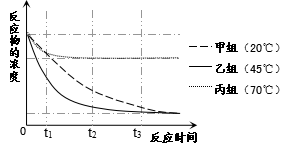 反应物的浓度
甲组（20℃）
乙组（45℃）
丙组（70℃）
0 t₁ t₂ t₃ 反应时间